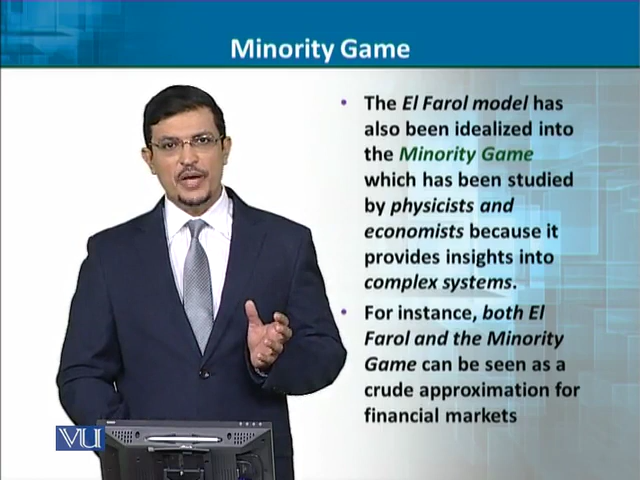 Minority Game
• The El Farol model has
also been idealized into
the Minority Game
which has been studied
by physicists and
economists because it
provides insights into
complex systems.
• For instance, both El
Farol and the Minority
Game can be seen as a
crude approximation for
financial markets
VU